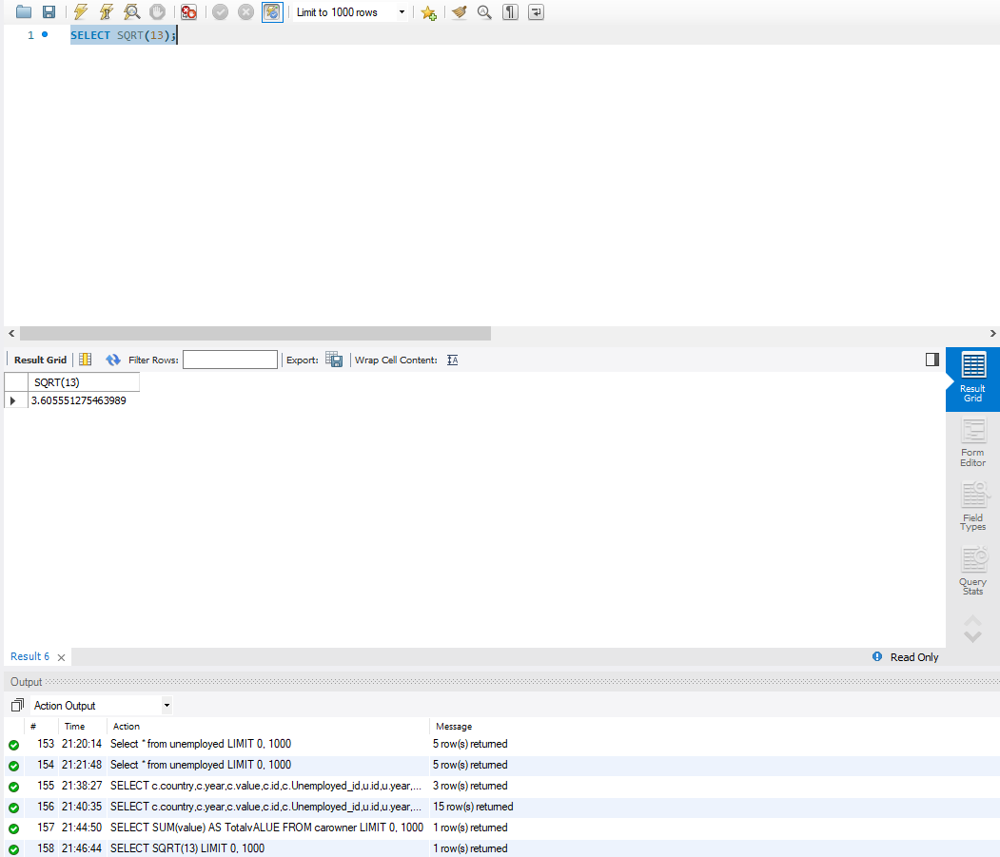 Limit to 1000 rows
1 SELECT SQRT(13);
Result Grid Filter Rows: Export: Wrap Cell Content:
SQRT(13)
3.605551275463989
Result
Grid
Form
Editor
Field
Types
Query
Stats
Result 6
Read Only
Output
Action Output
# Time Action Message
153 21:20:14 Select * from unemployed LIMIT 0, 1000 5 row(s) returned
154 21:21:48 Select * from unemployed LIMIT 0, 1000 5 row(s) returned
155 21:38:27 SELECT c.country,c.year,c.value,c.id,c.Unemployed_id,u.id,u.year,... 3 row(s) returned
156 21:40:35 SELECT c.country,c.year,c.value,c.id,c.Unemployed_id,u.id,u.year,... 15 row(s) returned
157 21:44:50 SELECT SUM(value) AS TotalvALUE FROM carowner LIMIT 0, 1000 1 row(s) returned
158 21:46:44 SELECT SQRT(13) LIMIT 0, 1000 1 row(s) returned